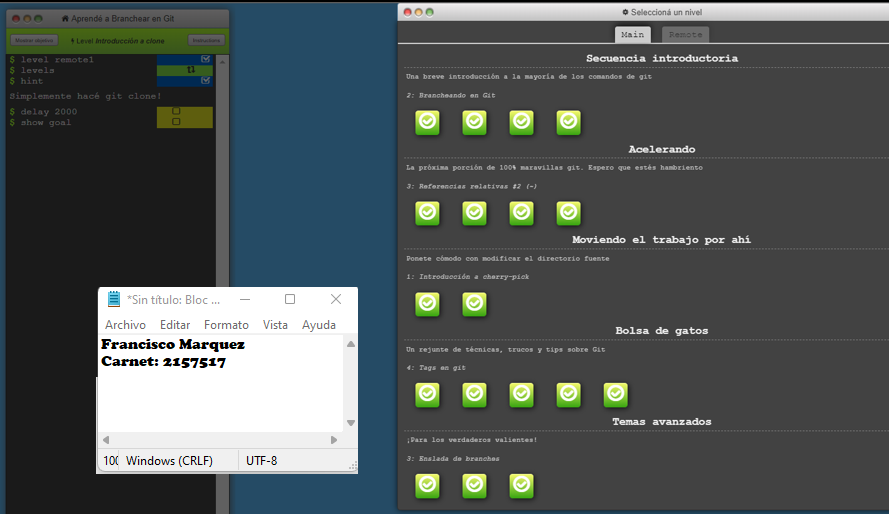 Aprendé a Branchear en Git
Mostrar objetivo
Level Introducción a clone
Instructions
$ level remote1
$ levels
$ hint
Simplemente hacé git clone!
$ delay 2000
$ show goal
*Sin título: Bloc ...
Archivo Editar Formato Vista Ayuda
Francisco Marquez
Carnet: 2157517
100 Windows (CRLF) UTF-8
Seleccioná un nivel
Main Remote
Secuencia introductoria
Una breve introducción a la mayoría de los comandos de git
2: Brancheando en Git
Acelerando
La próxima porción de 100% maravillas git. Espero que estés hambriento
3: Referencias relativas #2 (~)
Moviendo el trabajo por ahí
Ponete cómodo con modificar el directorio fuente
1: Introducción a cherry-pick
Bolsa de gatos
Un rejunte de técnicas, trucos y tips sobre Git
4: Tags en git
Temas avanzados
¡Para los verdaderos valientes!
3: Enslada de branches